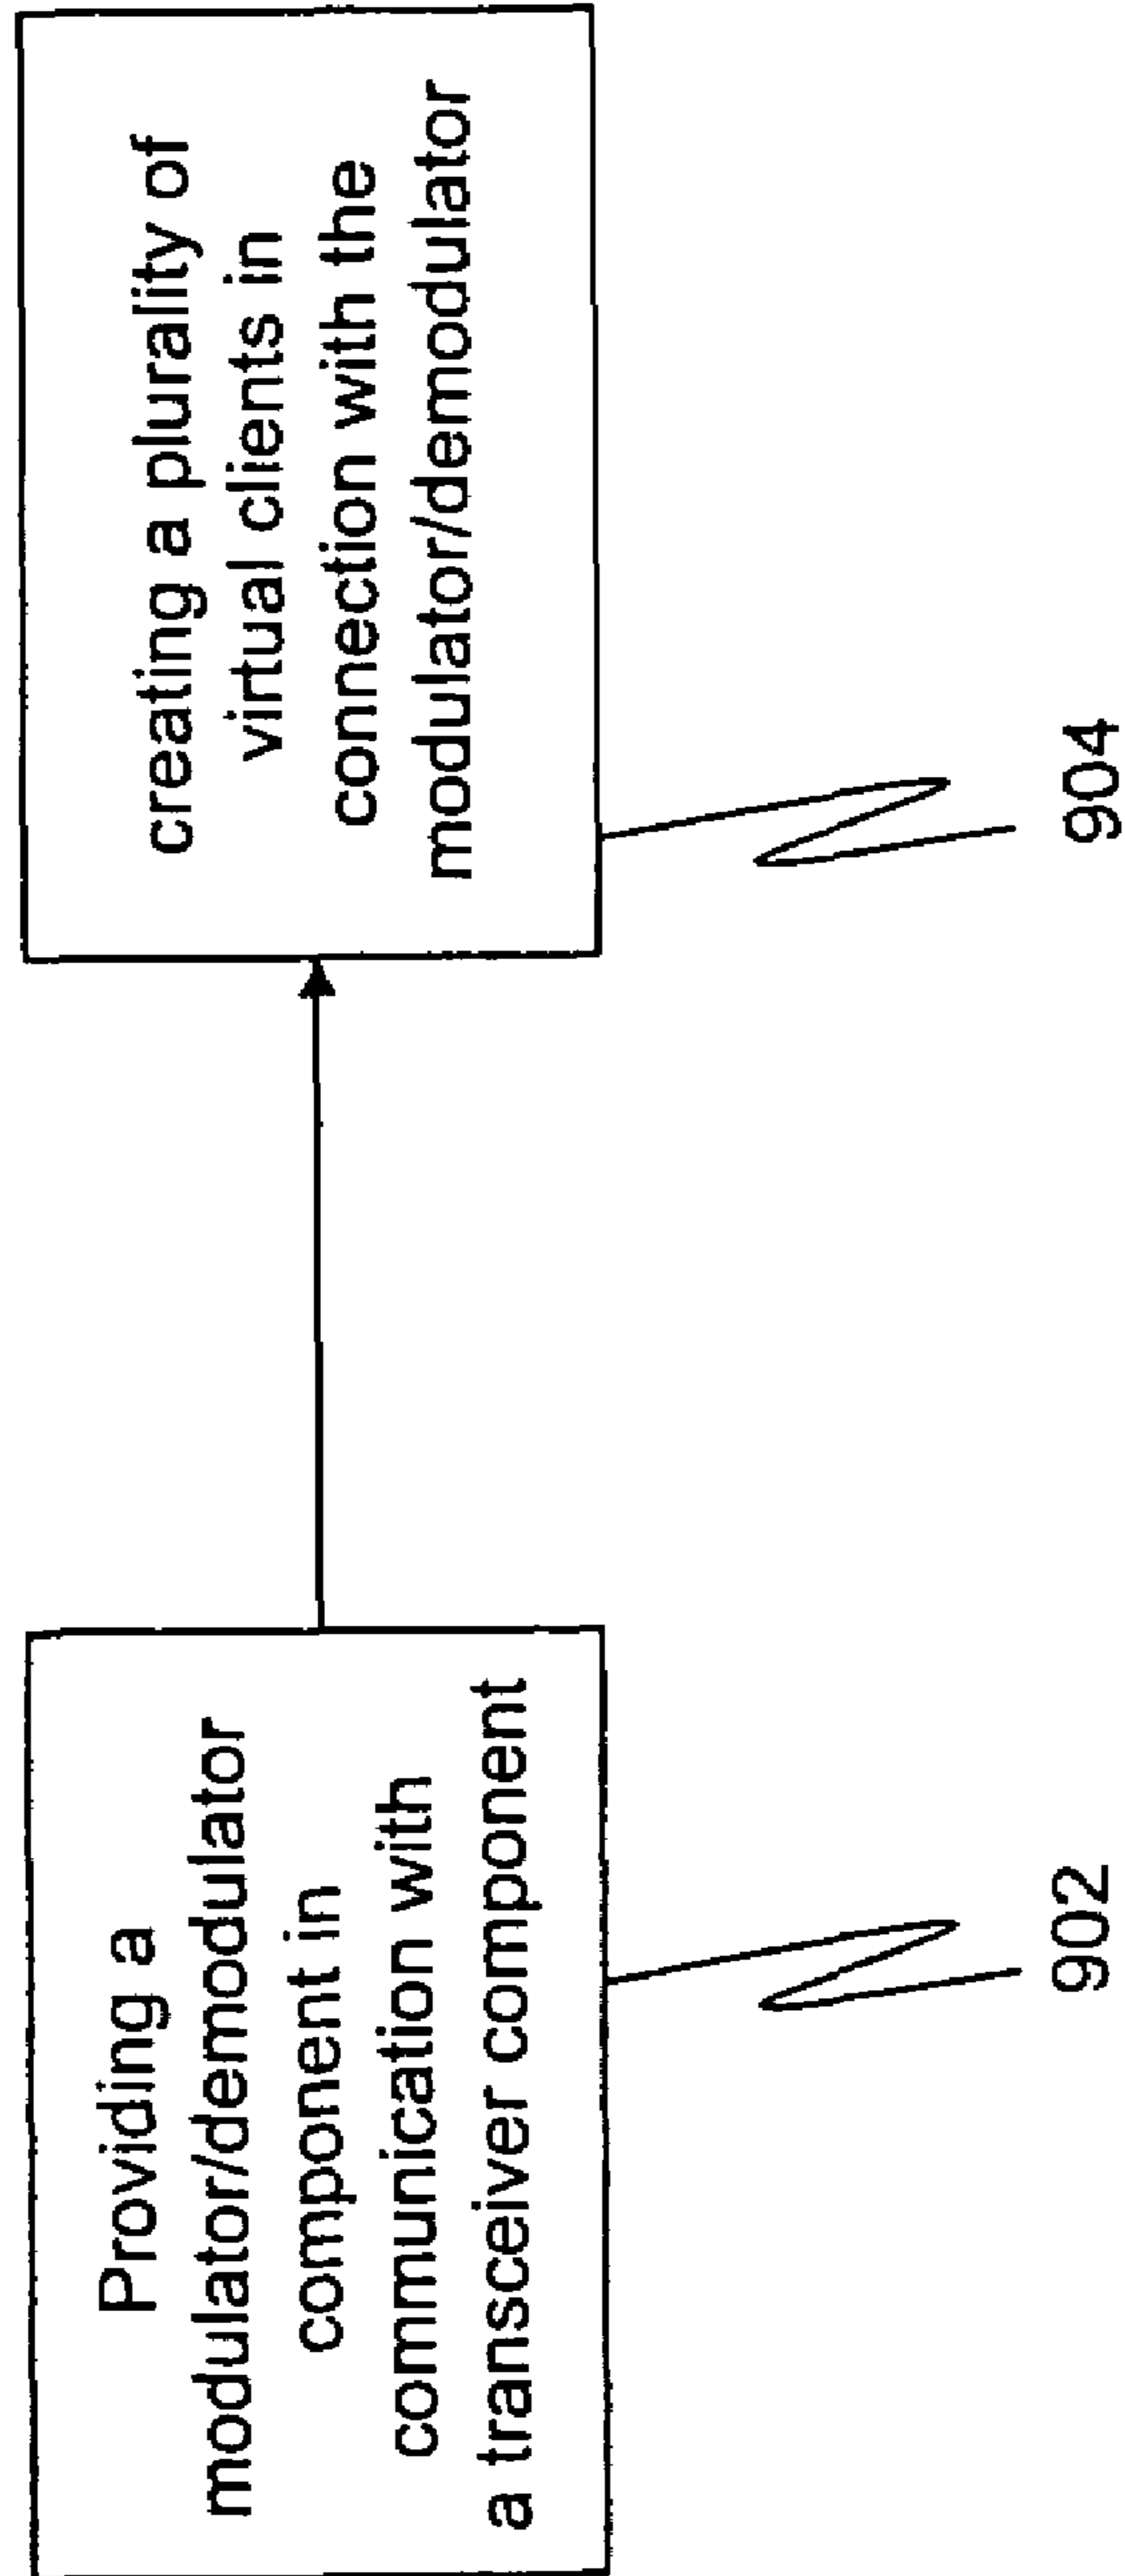 Providing a
modulator/demodulator
component in
communication with
a transceiver component
902
creating a plurality of
virtual clients in
connection with the
modulator/demodulator
904